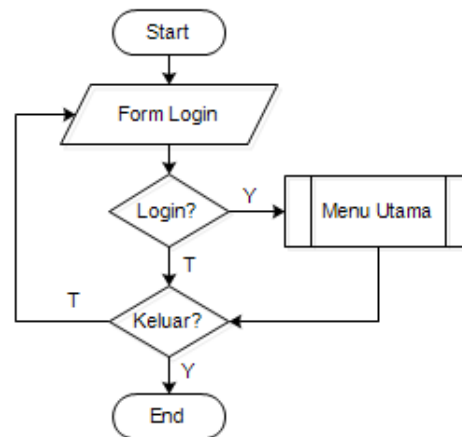 Start
Form Login
Login?
Y
Menu Utama
T
T
Keluar?
Y
End